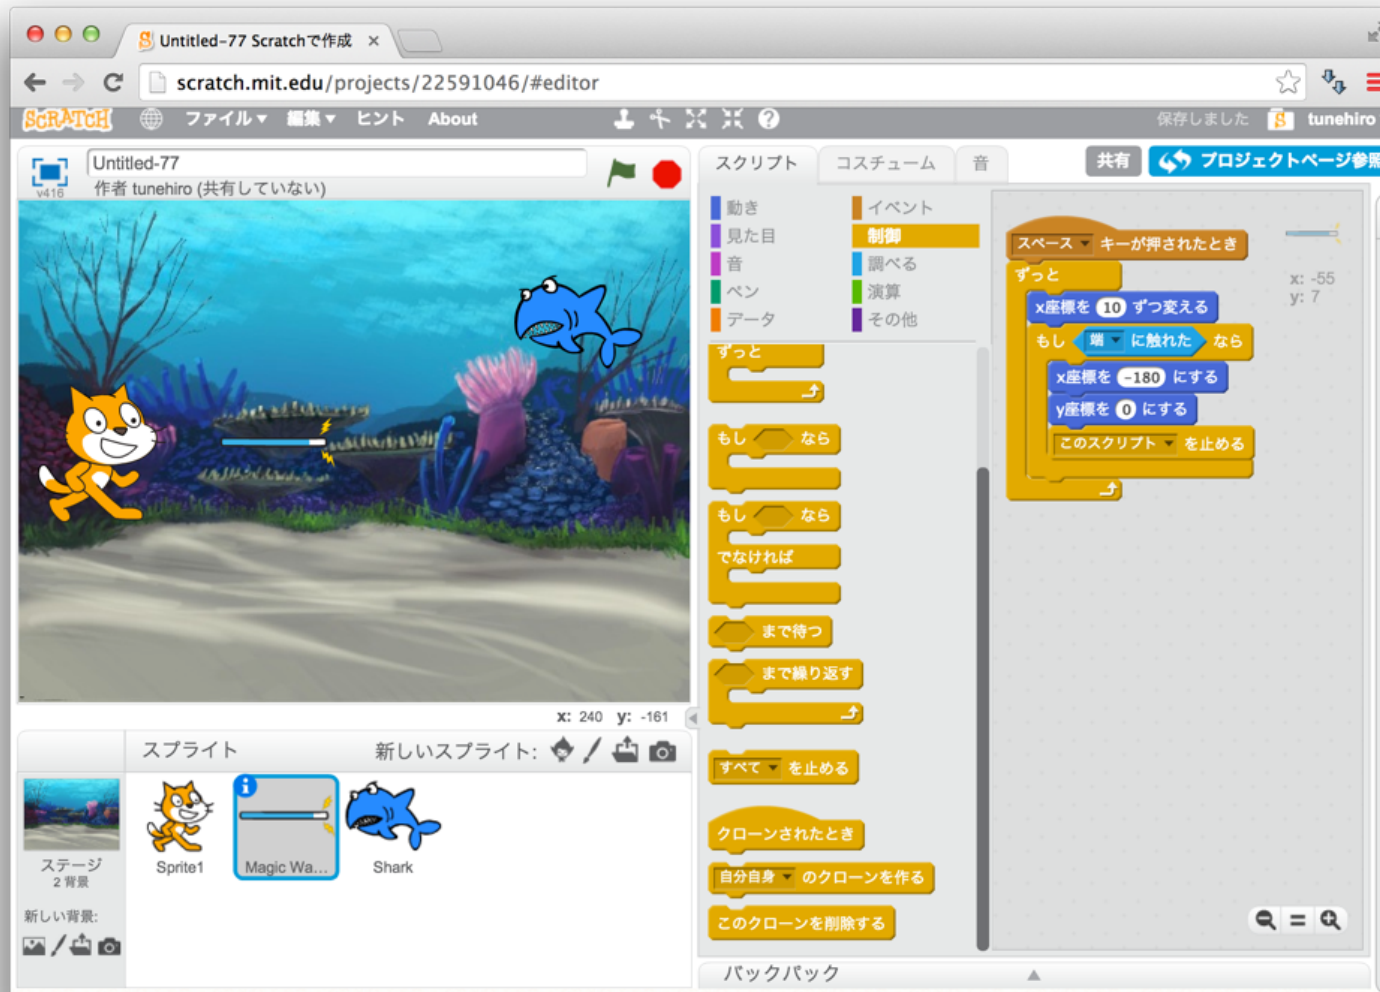 Untitled-77 Scratchで作成
scratch.mit.edu/projects/22591046/#editor
SCRATCH ファイル 編集 ヒント About 保存しました tunehiro
v416 Untitled-77
作者 tunehiro (共有していない)
スクリプト コスチューム 音 共有 プロジェクトページ参照
動き イベント
見た目 制御
音 調べる
ペン 演算
データ その他
ずっと
もし なら
もし なら
でなければ
まで待つ
まで繰り返す
すべて を止める
クローンされたとき
自分自身 のクローンを作る
このクローンを削除する
スペース キーが押されたとき
ずっと
x座標を 10 ずつ変える
もし 端 に触れた なら
x座標を -180 にする
y座標を 0 にする
このスクリプト を止める
x: -55
y: 7
x: 240 y: -161
スプライト 新しいスプライト:
ステージ
2 背景
新しい背景:
Sprite1 Magic Wa... Shark
バックパック